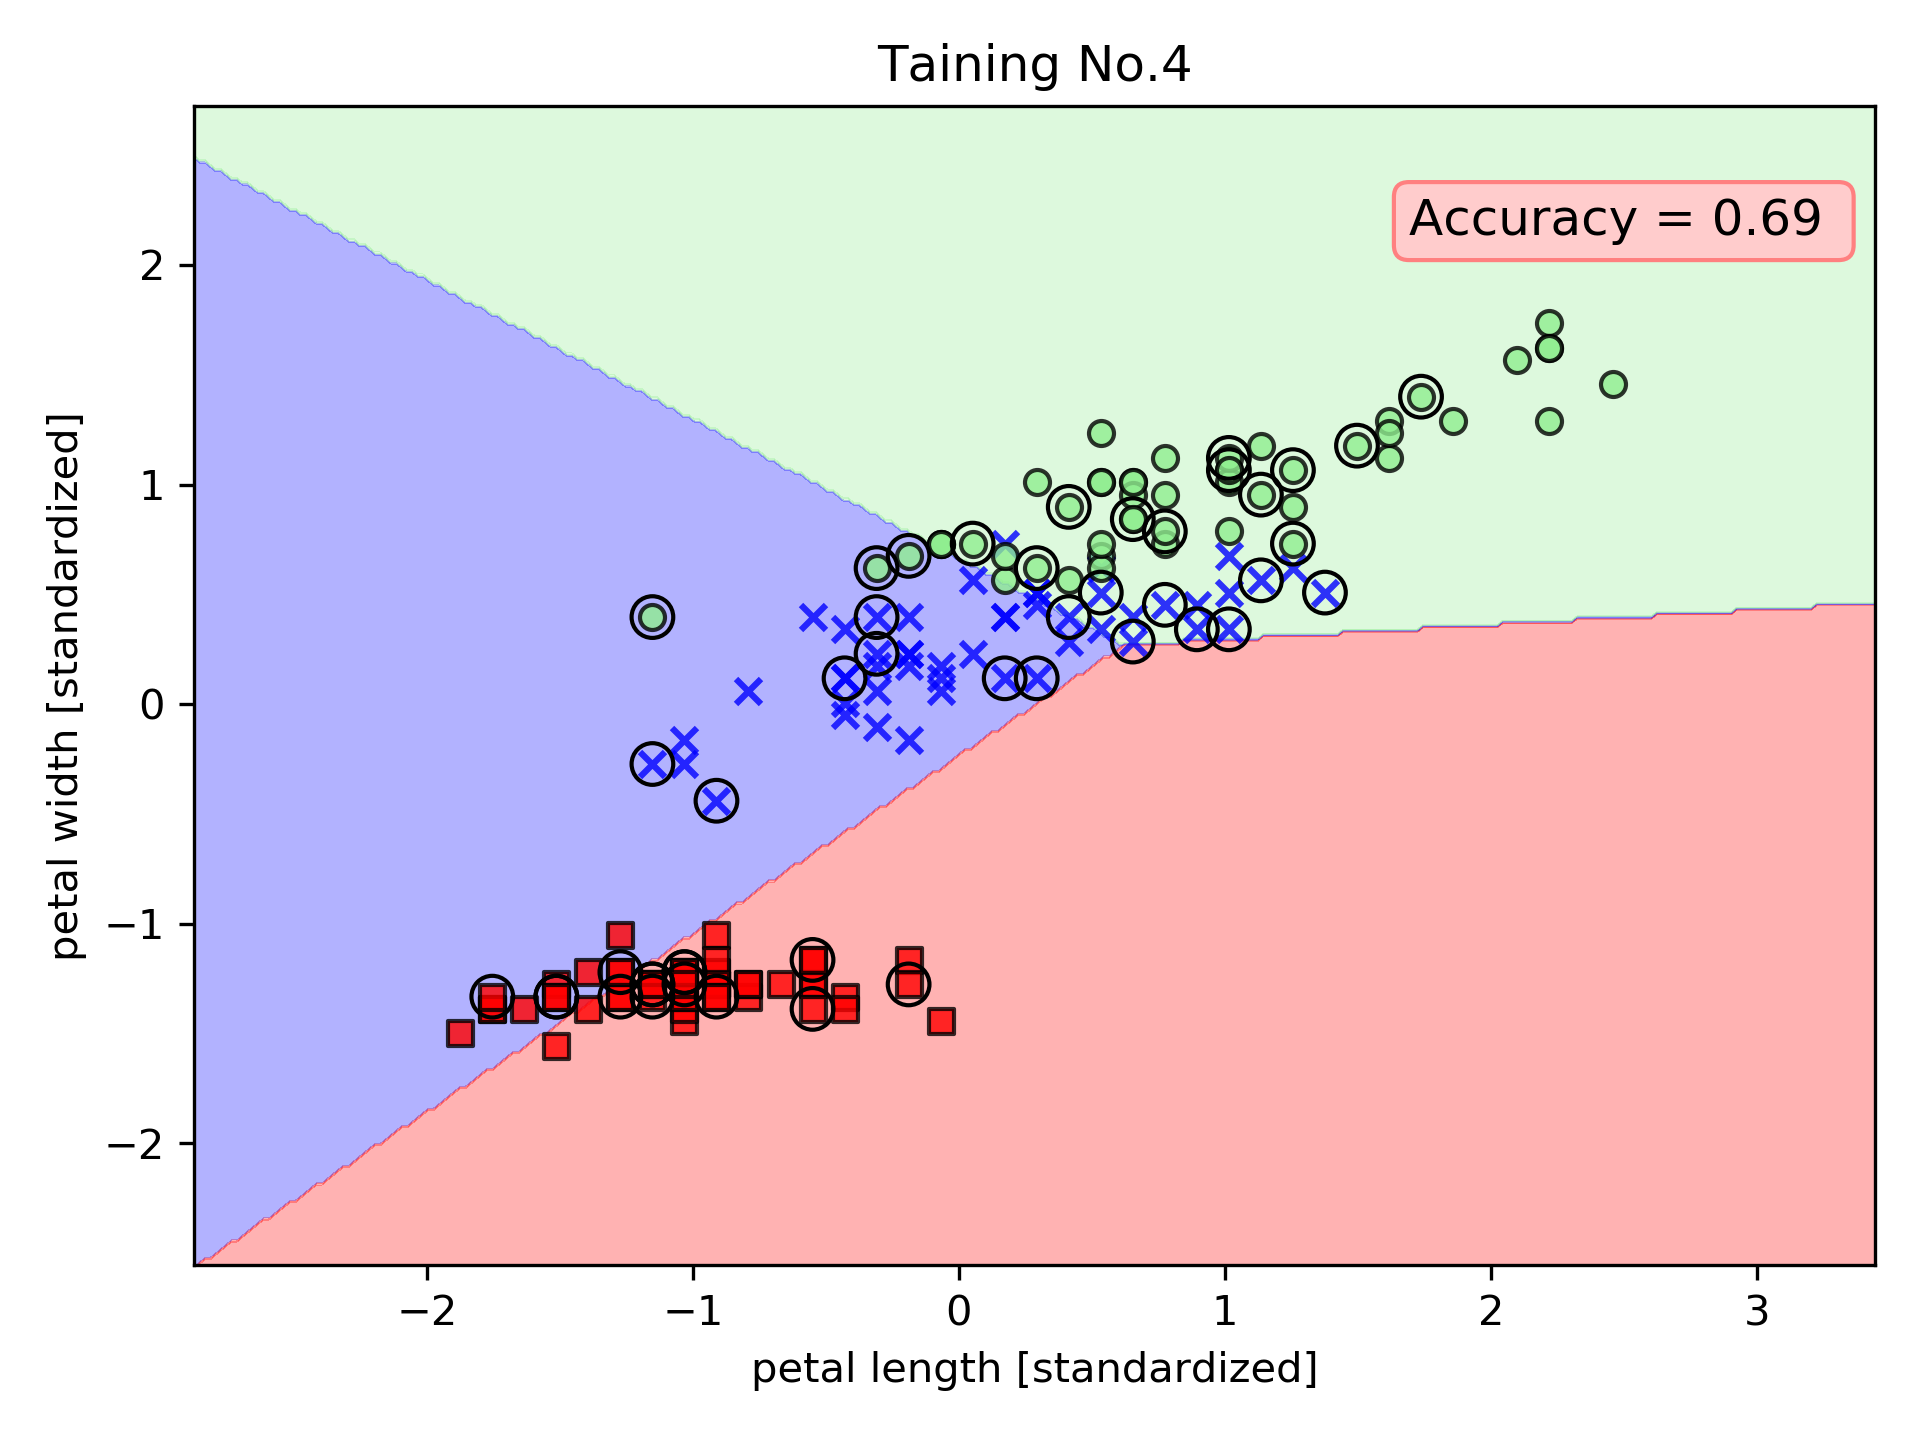 Taining No.4
Accuracy = 0.69
petal width [standardized]
2
1
0
−1
−2
−2
−1
0
1
2
3
petal length [standardized]